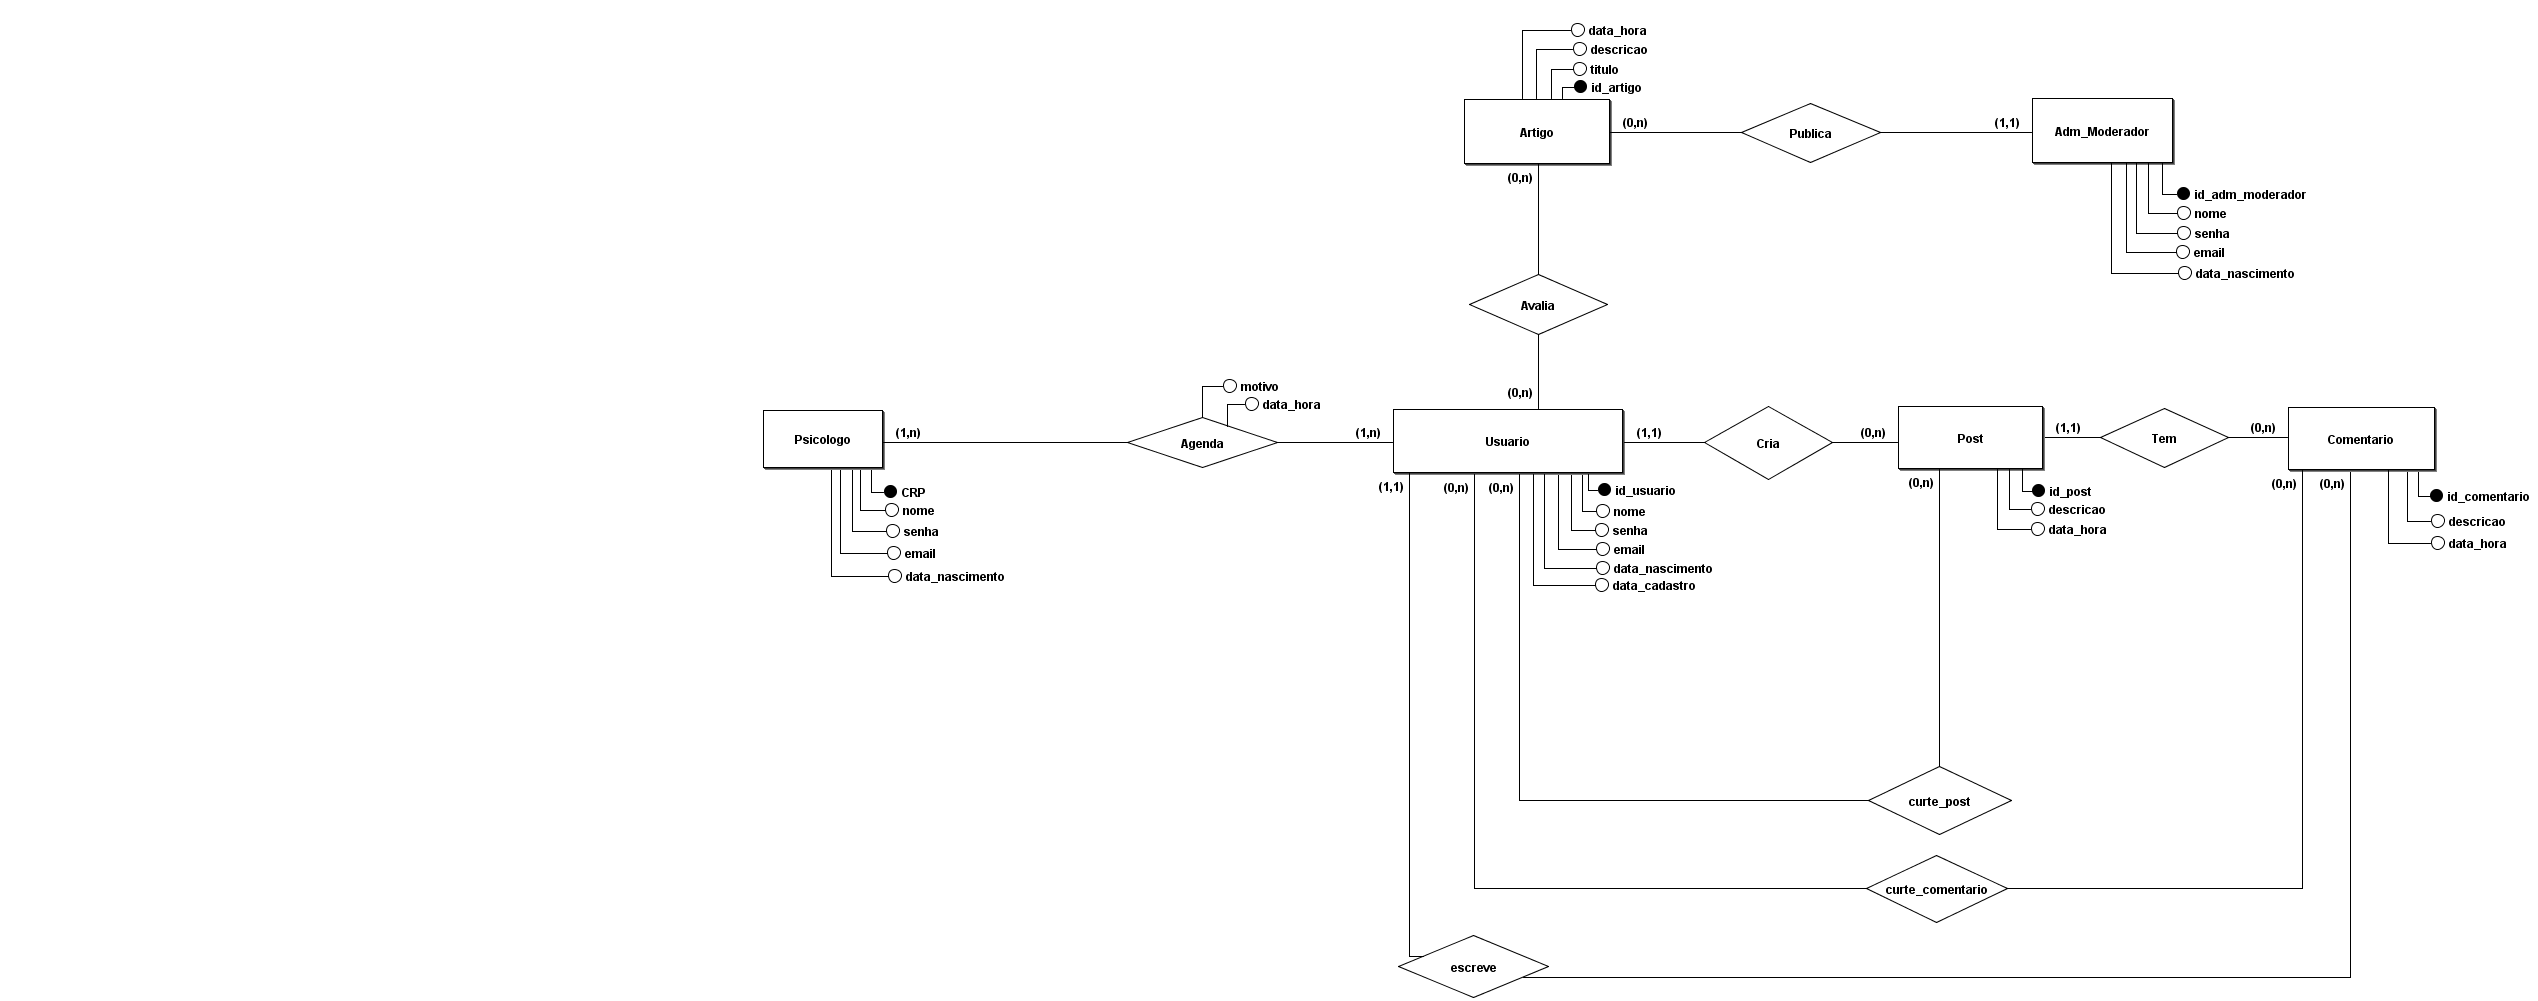 data_hora
descricao
titulo
id_artigo
Artigo
(0,n)
Publica
(1,1)
Adm_Moderador
(0,n)
id_adm_moderador
nome
senha
email
data_nascimento
Avalia
(0,n)
motivo
data_hora
Psicologo
(1,n)
Agenda
(1,n)
Usuario
(1,1)
Cria
(0,n)
Post
(1,1)
Tem
(0,n)
Comentario
CRP
nome
senha
email
data_nascimento
(1,1)
(0,n)
(0,n)
id_usuario
nome
senha
email
data_nascimento
data_cadastro
(0,n)
id_post
descricao
data_hora
(0,n)
(0,n)
id_comentario
descricao
data_hora
curte_post
curte_comentario
escreve